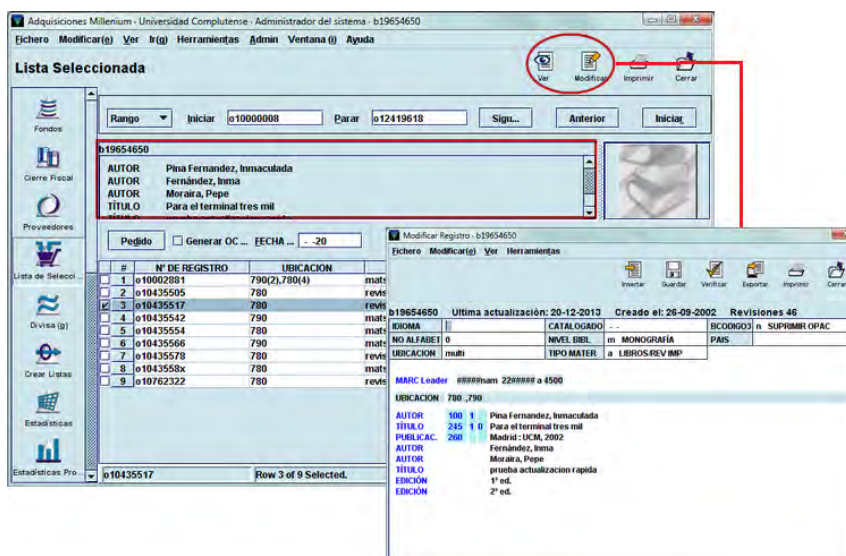 Adquisiciones Millenium - Universidad Complutense - Administrador del sistema - b19654650
Fichero Modificar(e) Ver Ir(g) Herramientas Admin Ventana (i) Ayuda
Lista Seleccionada
Ver Modificar Imprimir Cerrar
Fondos
Cierre Fiscal
Proveedores
Lista de Selecci...
Divisa (g)
Crear Listas
Estadísticas
Estadísticas Pro...
Rango Iniciar o10000008 Parar o12419618 Sigu... Anterior Iniciar
b19654650
AUTOR Pina Fernandez, Inmaculada
AUTOR Fernández, Inma
AUTOR Moraira, Pepe
TÍTULO Para el terminal tres mil
TÍTULO prueba actualizacion rapida
Pedido Generar OC ... FECHA ... - -20
# Nº DE REGISTRO UBICACION
1 o10002881 790(2),780(4) mats
2 o10435505 780 revis
3 o10435517 780 revis
4 o10435542 790 mats
5 o10435554 780 revis
6 o10435566 790 mats
7 o10435578 780 revis
8 o1043558x 780 revis
9 o10762322 780 revis
o10435517 Row 3 of 9 Selected.
Modificar Registro - b19654650
Fichero Modificar(e) Ver Herramien
Insertar Guardar Verificar Exportar Imprimir Cerrar
b19654650 Ultima actualización: 20-12-2013 Creado el: 26-09-2002 Revisiones 46
IDIOMA CATALOGADO - - BCODIGO3 n SUPRIMIR OPAC
NO ALFABET 0 NIVEL BIBL m MONOGRAFÍA PAIS
UBICACION multi TIPO MATER a LIBROS/REV IMP
MARC Leader #####nam 22##### a 4500
UBICACION 780 ,790
AUTOR 100 1 Pina Fernandez, Inmaculada
TÍTULO 245 1 0 Para el terminal tres mil
PUBLICAC. 260 Madrid : UCM, 2002
AUTOR Fernández, Inma
AUTOR Moraira, Pepe
TÍTULO prueba actualizacion rapida
EDICIÓN 1ª ed.
EDICIÓN 2ª ed.